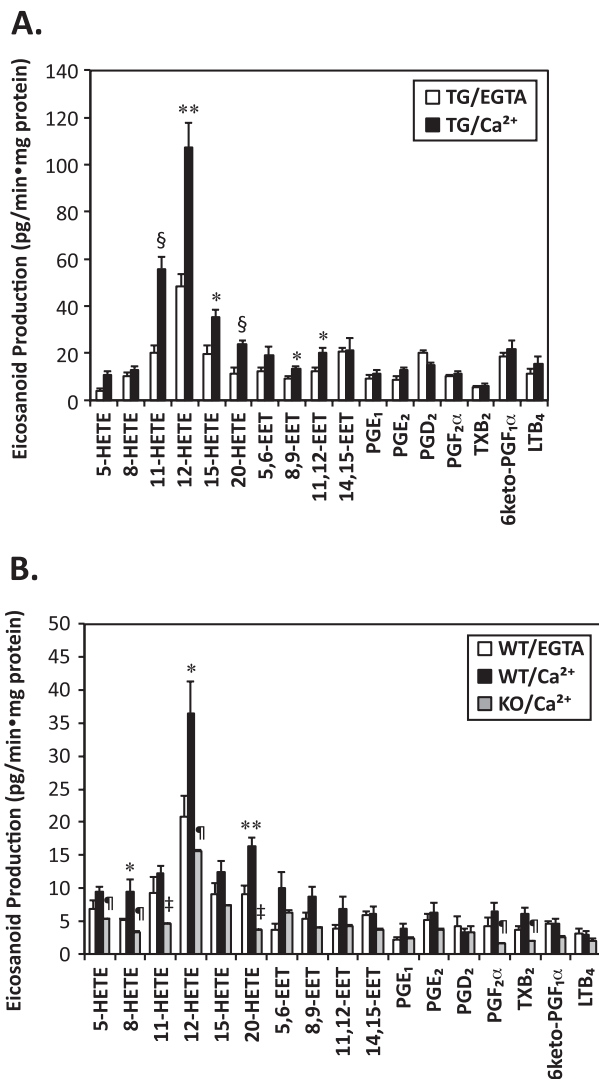 A.
Eicosanoid Production (pg/min•mg protein)
140
120
100
80
60
40
20
0
TG/EGTA
TG/Ca²⁺
§
**
*
§
*
*
5-HETE
8-HETE
11-HETE
12-HETE
15-HETE
20-HETE
5,6-EET
8,9-EET
11,12-EET
14,15-EET
PGE₁
PGE₂
PGD₂
PGF₂α
TXB₂
6keto-PGF₁α
LTB₄
B.
Eicosanoid Production (pg/min•mg protein)
50
45
40
35
30
25
20
15
10
5
0
WT/EGTA
WT/Ca²⁺
KO/Ca²⁺
¶
*
¶
‡
*
¶
**
‡
¶
¶
5-HETE
8-HETE
11-HETE
12-HETE
15-HETE
20-HETE
5,6-EET
8,9-EET
11,12-EET
14,15-EET
PGE₁
PGE₂
PGD₂
PGF₂α
TXB₂
6keto-PGF₁α
LTB₄